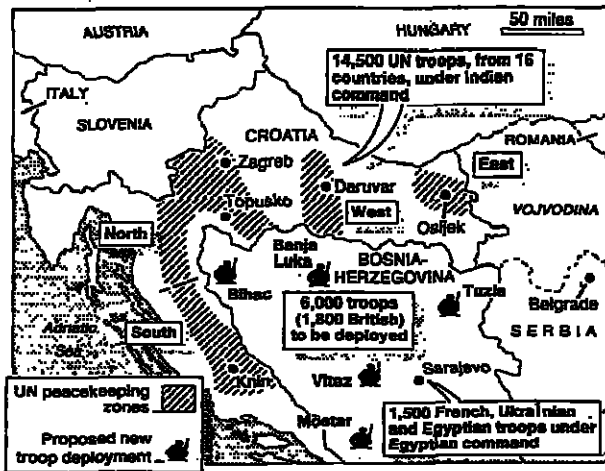 AUSTRIA
HUNGARY
50 miles
14,500 UN troops, from 16
countries, under Indian
command
ITALY
SLOVENIA
CROATIA
ROMANIA
Zagreb
East
Daruvar
Topusko
West
Osijek
VOJVODINA
North
Banja
Luka
BOSNIA-
HERZEGOVINA
Bihac
Tuzla
Belgrade
6,000 troops
(1,800 British)
to be deployed
SERBIA
Adriatic
Sea
South
Knin
Vitez
Sarajevo
UN peacekeeping
zones
1,500 French, Ukrainian
and Egyptian troops under
Egyptian command
Proposed new
troop deployment
Mostar